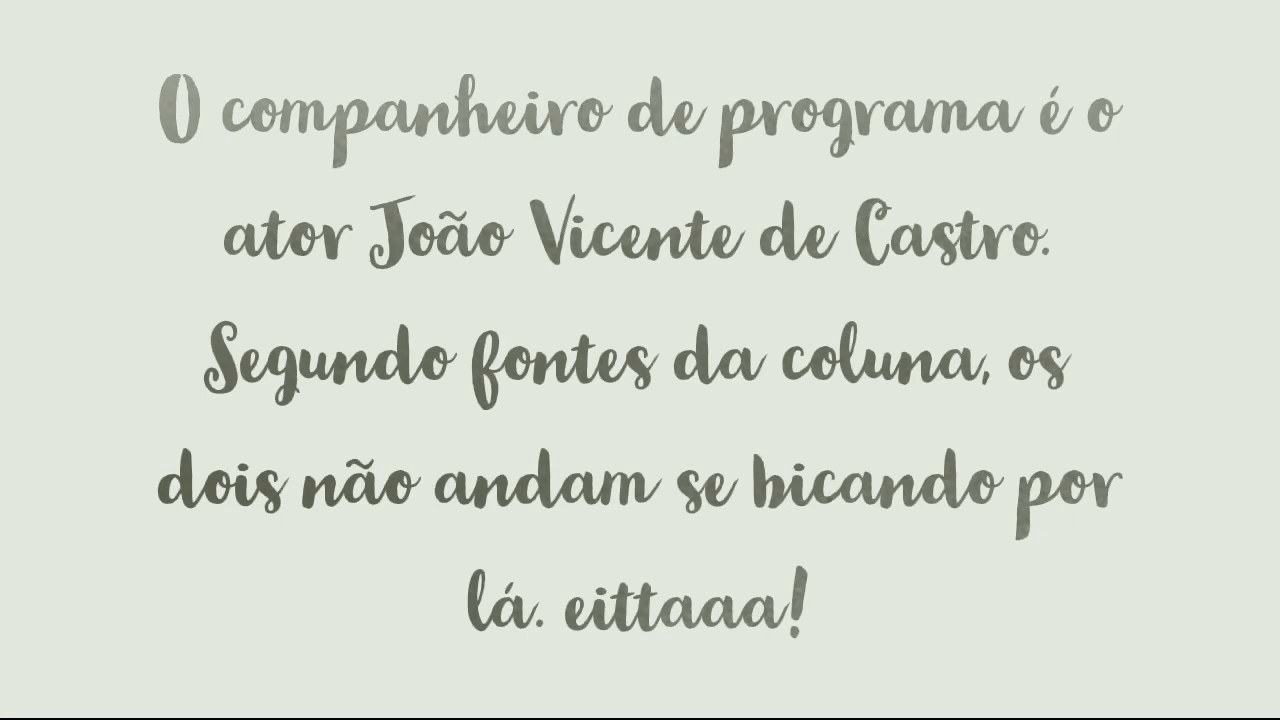 O companheiro de programa é o
ator João Vicente de Castro.
Segundo fontes da coluna, os
dois não andam se bicando por
lá. eittaaa!